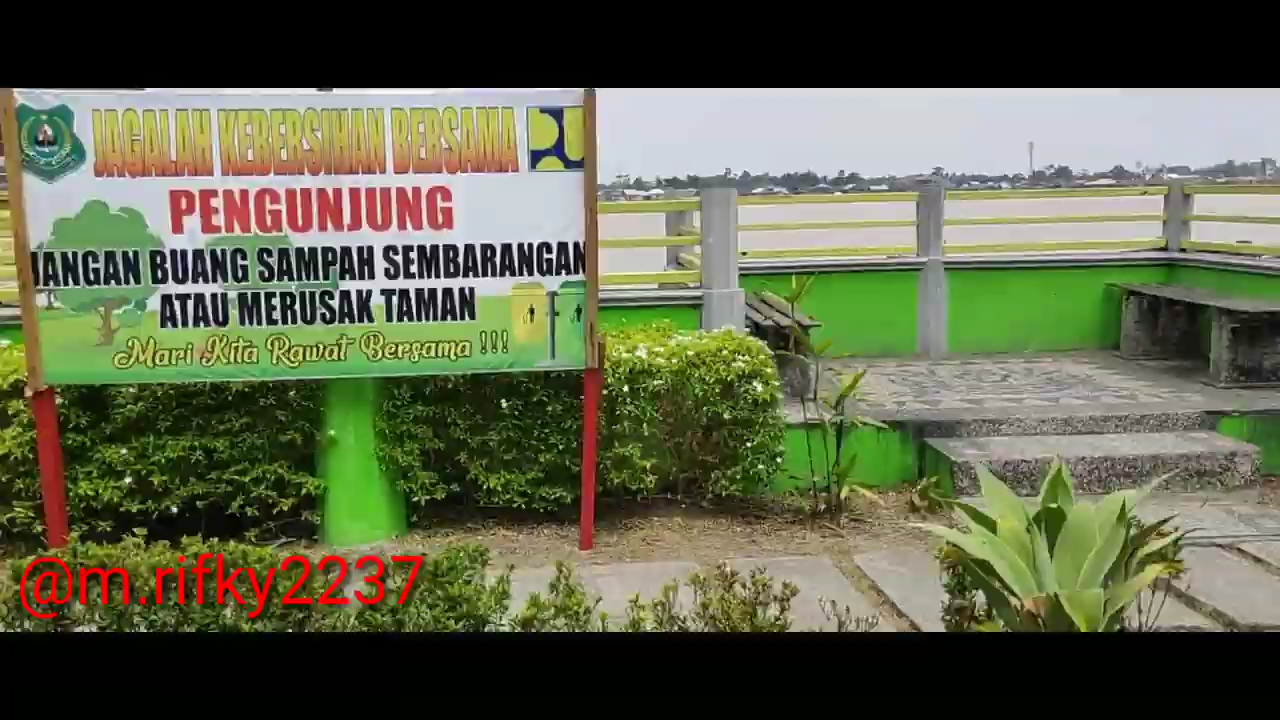 JAGALAH KEBERSIHAN BERSAMA
PENGUNJUNG
JANGAN BUANG SAMPAH SEMBARANGAN
ATAU MERUSAK TAMAN
Mari Kita Rawat Bersama !!!
@m.rifky2237